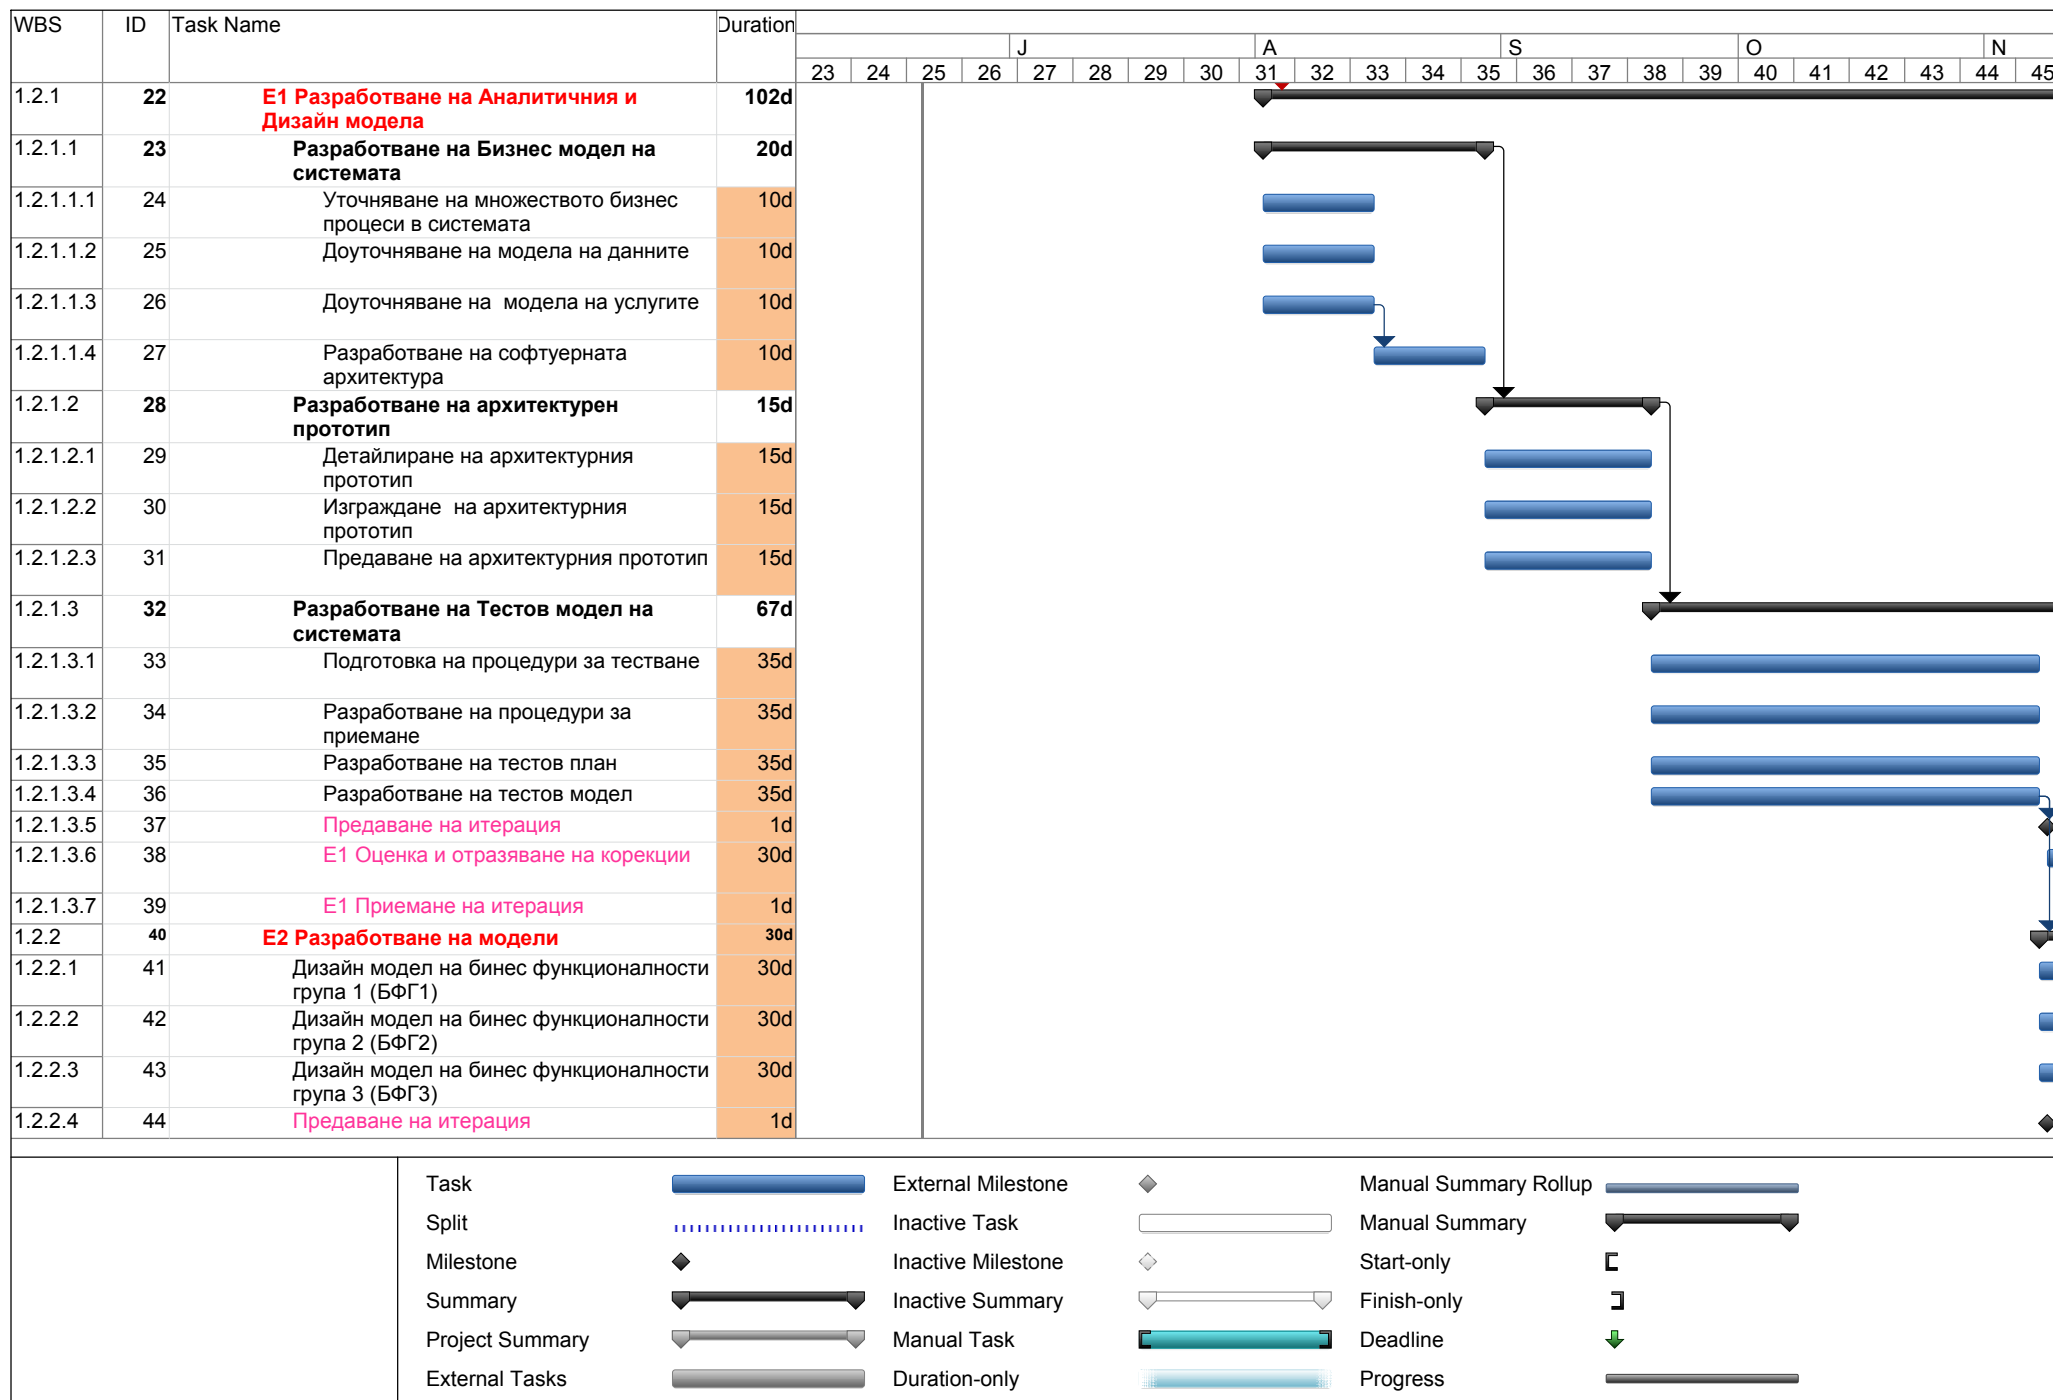 WBS ID Task Name Duration
J A S O N
23 24 25 26 27 28 29 30 31 32 33 34 35 36 37 38 39 40 41 42 43 44 45
1.2.1 22 Е1 Разработване на Аналитичния и 102d
Дизайн модела
1.2.1.1 23 Разработване на Бизнес модел на 20d
системата
1.2.1.1.1 24 Уточняване на множеството бизнес 10d
процеси в системата
1.2.1.1.2 25 Доуточняване на модела на данните 10d
1.2.1.1.3 26 Доуточняване на модела на услугите 10d
1.2.1.1.4 27 Разработване на софтуерната 10d
архитектура
1.2.1.2 28 Разработване на архитектурен 15d
прототип
1.2.1.2.1 29 Детайлиране на архитектурния 15d
прототип
1.2.1.2.2 30 Изграждане на архитектурния 15d
прототип
1.2.1.2.3 31 Предаване на архитектурния прототип 15d
1.2.1.3 32 Разработване на Тестов модел на 67d
системата
1.2.1.3.1 33 Подготовка на процедури за тестване 35d
1.2.1.3.2 34 Разработване на процедури за 35d
приемане
1.2.1.3.3 35 Разработване на тестов план 35d
1.2.1.3.4 36 Разработване на тестов модел 35d
1.2.1.3.5 37 Предаване на итерация 1d
1.2.1.3.6 38 Е1 Оценка и отразяване на корекции 30d
1.2.1.3.7 39 Е1 Приемане на итерация 1d
1.2.2 40 Е2 Разработване на модели 30d
1.2.2.1 41 Дизайн модел на бинес функционалности 30d
група 1 (БФГ1)
1.2.2.2 42 Дизайн модел на бинес функционалности 30d
група 2 (БФГ2)
1.2.2.3 43 Дизайн модел на бинес функционалности 30d
група 3 (БФГ3)
1.2.2.4 44 Предаване на итерация 1d
Task External Milestone Manual Summary Rollup
Split Inactive Task Manual Summary
Milestone Inactive Milestone Start-only
Summary Inactive Summary Finish-only
Project Summary Manual Task Deadline
External Tasks Duration-only Progress